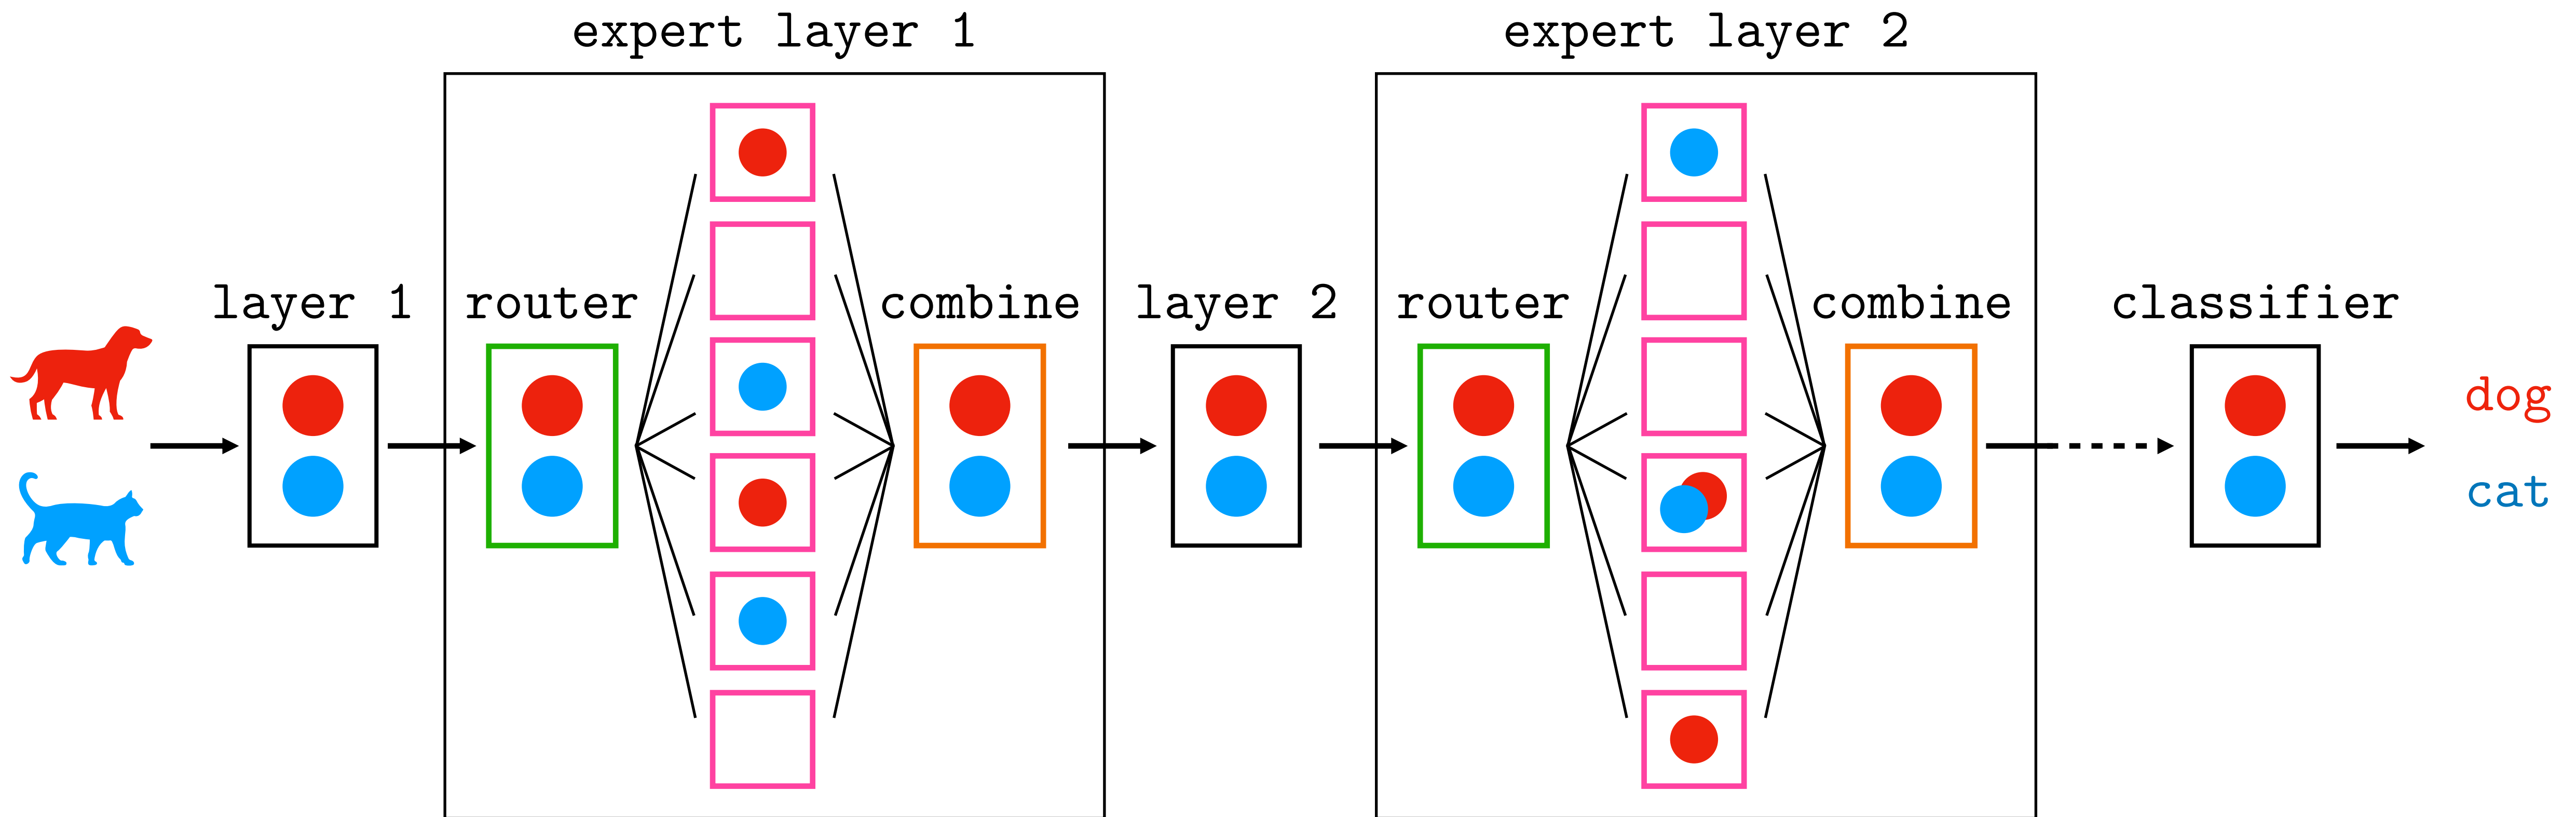 expert layer 1
expert layer 2
layer 1
router
combine
layer 2
router
combine
classifier
dog
cat